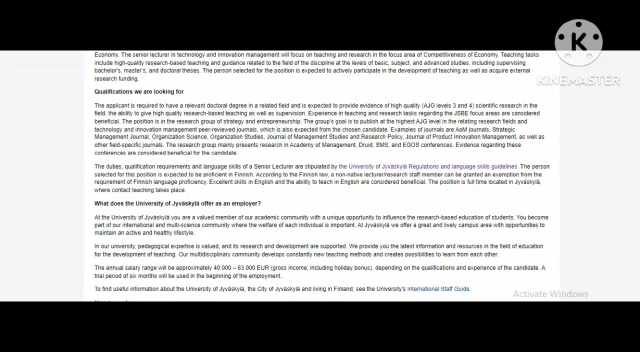 KINEMASTER
Economy. The senior lecturer in technology and innovation management will focus on teaching and research in the focus area of Competitiveness of Economy. Teaching tasks
include high-quality research-based teaching and guidance related to the field of the discipline at the levels of basic, subject, and advanced studies, including supervising
bachelor's, master's, and doctoral theses. The person selected for the position is expected to actively participate in the development of teaching as well as acquire external
research funding.
Qualifications we are looking for
The applicant is required to have a relevant doctoral degree in a related field and is expected to provide evidence of high quality (AJG levels 3 and 4) scientific research in the
field, the ability to give high quality research-based teaching as well as supervision. Experience in teaching and research tasks regarding the JSBE focus areas are considered
beneficial. The position is in the research group of strategy and entrepreneurship. The group's goal is to publish at the highest AJG level in the relating research fields and
technology and innovation management peer-reviewed journals, which is also expected from the chosen candidate. Examples of journals are AoM journals, Strategic
Management Journal, Organization Science, Organization Studies, Journal of Management Studies and Research Policy, Journal of Product Innovation Management, as well as
other field-specific journals. The research group mainly presents research in Academy of Management, Druid, SMS, and EGOS conferences. Evidence regarding these
conferences are considered beneficial for the candidate.
The duties, qualification requirements and language skills of a Senior Lecturer are stipulated by the University of Jyväskylä Regulations and language skills guidelines. The person
selected for this position is expected to be proficient in Finnish. According to the Finnish law, a non-native lecturer/research staff member can be granted an exemption from the
requirement of Finnish language proficiency. Excellent skills in English and the ability to teach in English are considered beneficial. The position is full time located in Jyväskylä,
where contact teaching takes place.
What does the University of Jyväskylä offer as an employer?
At the University of Jyväskylä you are a valued member of our academic community with a unique opportunity to influence the research-based education of students. You become
part of our international and multi-science community where the welfare of each individual is important. At Jyväskylä we offer a great and lively campus area with opportunities to
maintain an active and healthy lifestyle.
In our university, pedagogical expertise is valued, and its research and development are supported. We provide you the latest information and resources in the field of education
for the development of teaching. Our multidisciplinary community develops constantly new teaching methods and creates possibilities to learn from each other.
The annual salary range will be approximately 40.000 – 63.000 EUR (gross income, including holiday bonus), depending on the qualifications and experience of the candidate. A
trial period of six months will be used in the beginning of the employment.
To find useful information about the University of Jyväskylä, the City of Jyväskylä and living in Finland, see the University's International Staff Guide.
Activate Windows